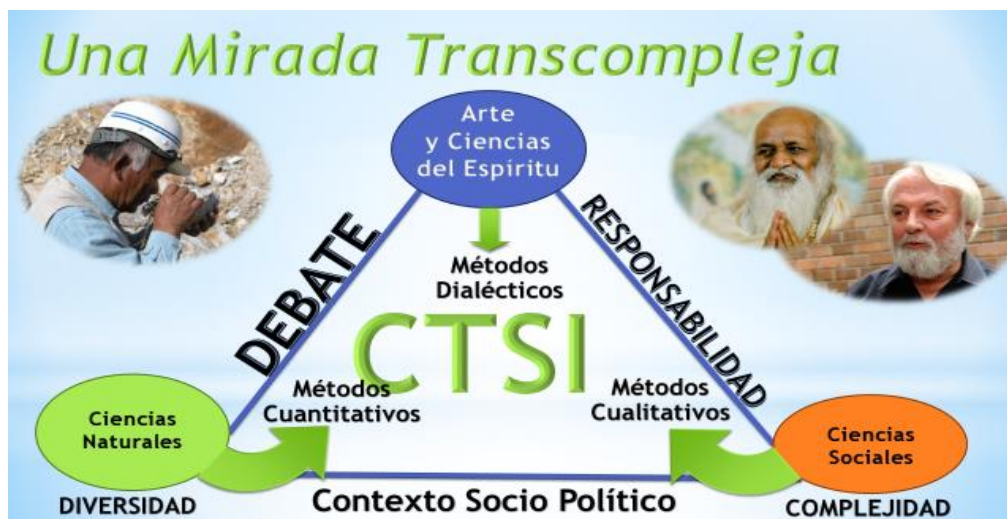 Una Mirada Transcompleja
Arte
y Ciencias
del Espíritu
DEBATE
RESPONSABILIDAD
Métodos
Dialécticos
CTSI
Métodos
Cuantitativos
Métodos
Cualitativos
Ciencias
Naturales
Ciencias
Sociales
DIVERSIDAD
Contexto Socio Político
COMPLEJIDAD